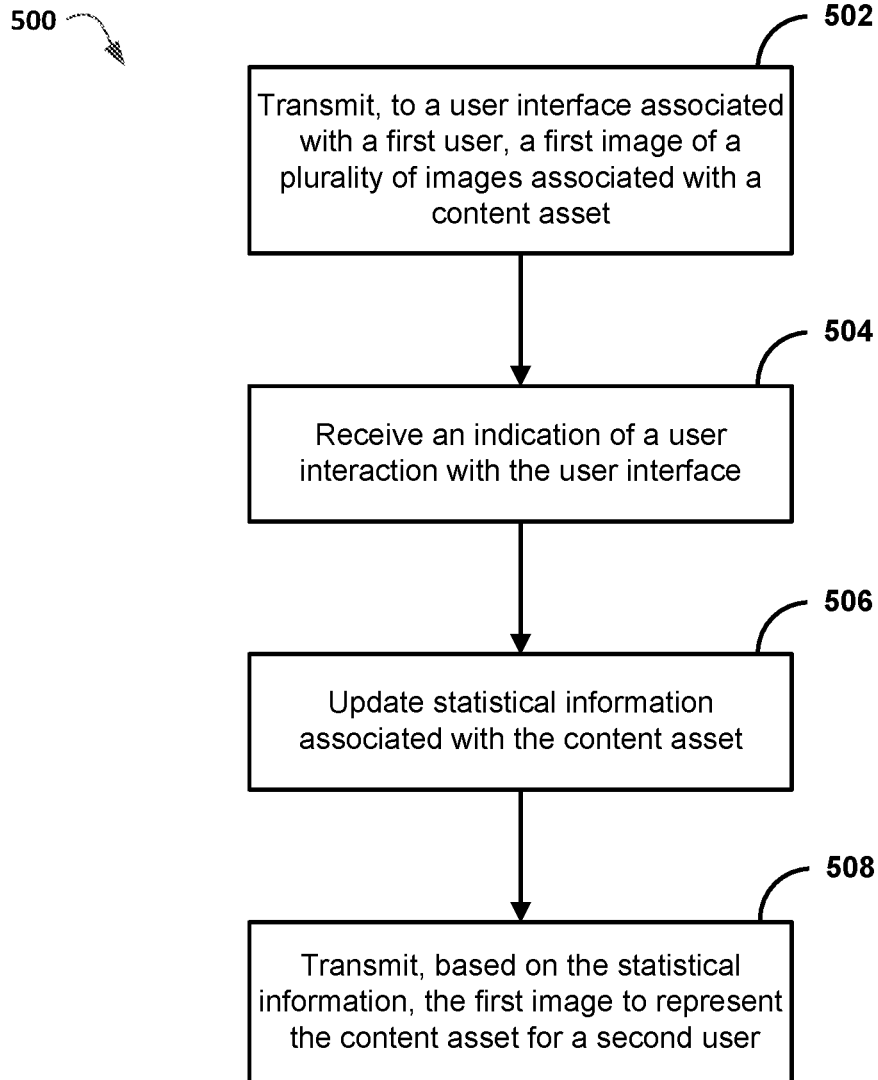 500
502
Transmit, to a user interface associated
with a first user, a first image of a
plurality of images associated with a
content asset
504
Receive an indication of a user
interaction with the user interface
506
Update statistical information
associated with the content asset
508
Transmit, based on the statistical
information, the first image to represent
the content asset for a second user